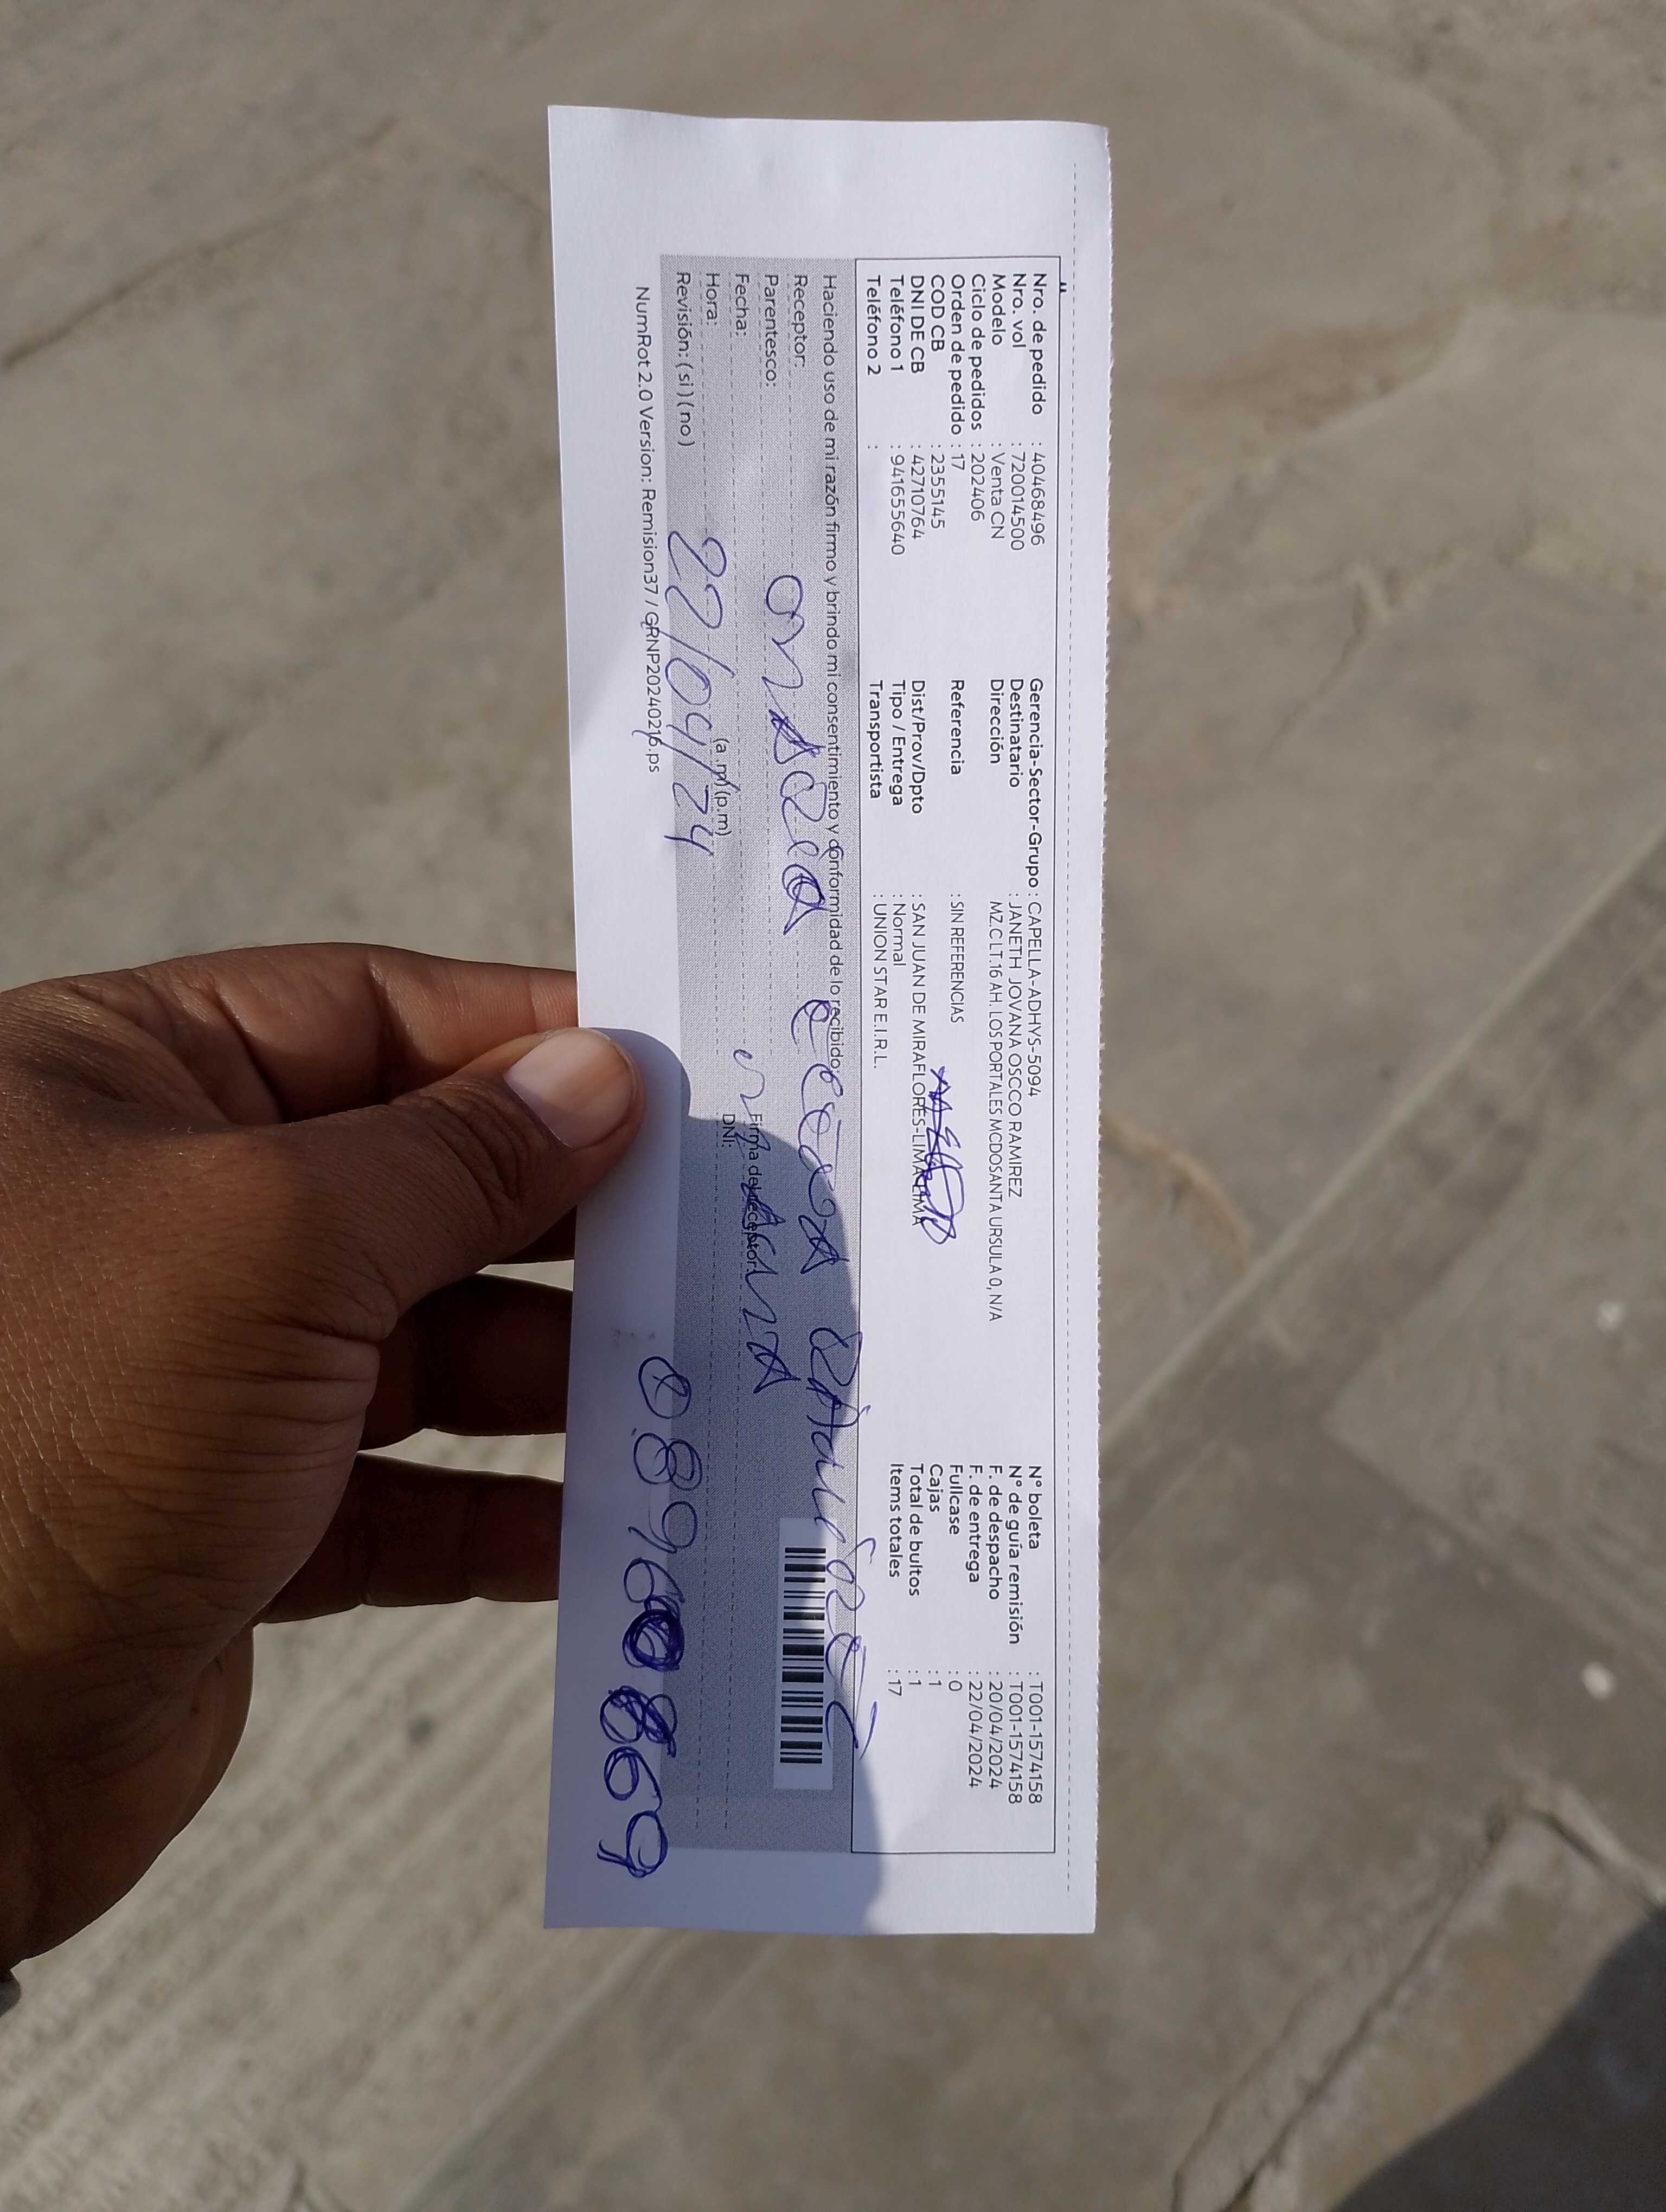 Nro. de pedido : 40468496
Nro. vol : 720014500
Modelo : Venta CN
Ciclo de pedidos : 202406
Orden de pedido : 17
COD CB : 2355145
DNI DE CB : 42710764
Teléfono 1 : 941655640
Teléfono 2 :
Gerencia-Sector-Grupo : CAPELLA-ADHVS-5094
Destinatario : JANETH JOVANA OSCCO RAMIREZ
Dirección MZ.C LT.16 AH. LOS PORTALES MCDOSANTA URSULA 0, N/A
Referencia : SIN REFERENCIAS
Dist/Prov/Dpto : SAN JUAN DE MIRAFLORES-LIMA-LIMA
Tipo / Entrega : Normal
Transportista : UNION STAR E.I.R.L.
N° boleta : T001-1574158
N° de guía remisión : T001-1574158
F. de despacho : 20/04/2024
F. de entrega : 22/04/2024
Fullcase : 0
Cajas : 1
Total de bultos : 1
Items totales : 17
Haciendo uso de mi razón firmo y brindo mi consentimiento y conformidad de lo recibido
Receptor:
Parentesco:
Fecha:
Hora: (a.m) (p.m)
22/04/24
Revisión: (si) (no)
Firma del receptor:
DNI:
NumRot 2.0 Version: Remision37 / GRNP20240216.ps